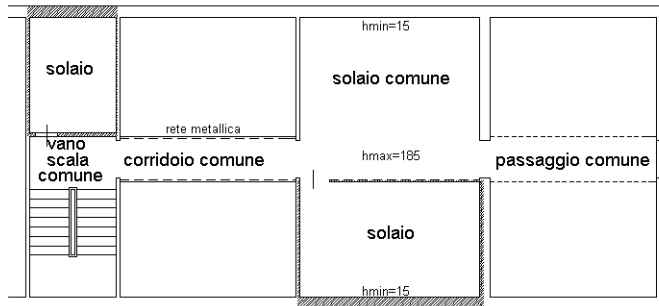 hmin=15
solaio
solaio comune
rete metallica
vano
scala
comune
corridoio comune
hmax=185
passaggio comune
solaio
hmin=15